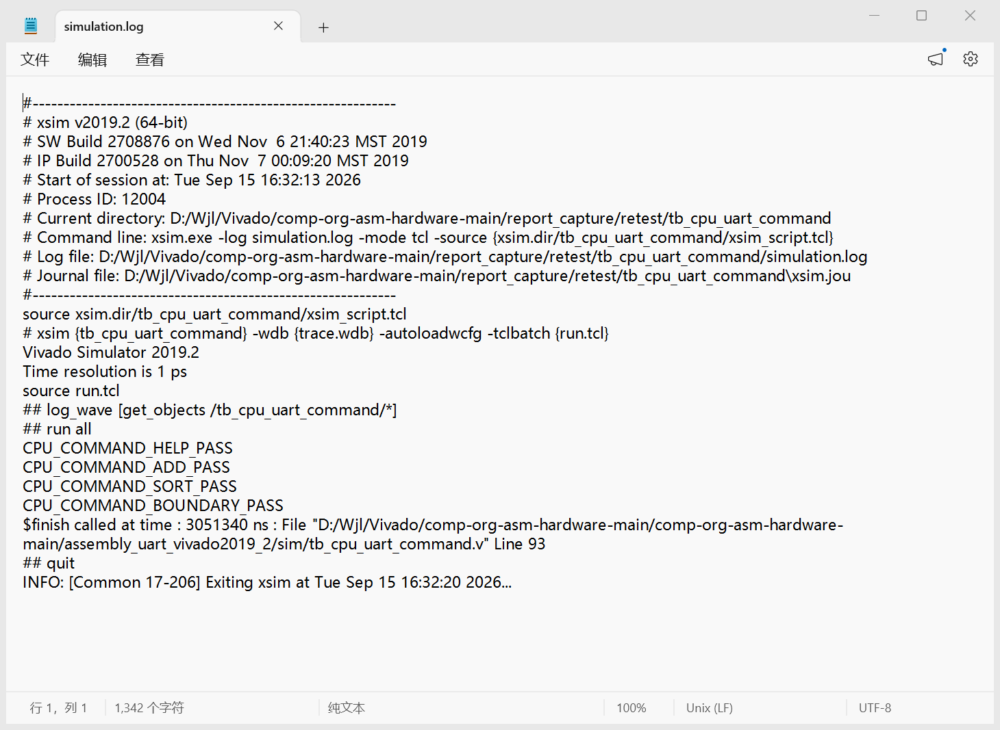 simulation.log
文件 编辑 查看
#-----------------------------------------------------------
# xsim v2019.2 (64-bit)
# SW Build 2708876 on Wed Nov  6 21:40:23 MST 2019
# IP Build 2700528 on Thu Nov  7 00:09:20 MST 2019
# Start of session at: Tue Sep 15 16:32:13 2026
# Process ID: 12004
# Current directory: D:/Wjl/Vivado/comp-org-asm-hardware-main/report_capture/retest/tb_cpu_uart_command
# Command line: xsim.exe -log simulation.log -mode tcl -source {xsim.dir/tb_cpu_uart_command/xsim_script.tcl}
# Log file: D:/Wjl/Vivado/comp-org-asm-hardware-main/report_capture/retest/tb_cpu_uart_command/simulation.log
# Journal file: D:/Wjl/Vivado/comp-org-asm-hardware-main/report_capture/retest/tb_cpu_uart_command\xsim.jou
#-----------------------------------------------------------
source xsim.dir/tb_cpu_uart_command/xsim_script.tcl
# xsim {tb_cpu_uart_command} -wdb {trace.wdb} -autoloadwcfg -tclbatch {run.tcl}
Vivado Simulator 2019.2
Time resolution is 1 ps
source run.tcl
## log_wave [get_objects /tb_cpu_uart_command/*]
## run all
CPU_COMMAND_HELP_PASS
CPU_COMMAND_ADD_PASS
CPU_COMMAND_SORT_PASS
CPU_COMMAND_BOUNDARY_PASS
$finish called at time : 3051340 ns : File "D:/Wjl/Vivado/comp-org-asm-hardware-main/comp-org-asm-hardware-
main/assembly_uart_vivado2019_2/sim/tb_cpu_uart_command.v" Line 93
## quit
INFO: [Common 17-206] Exiting xsim at Tue Sep 15 16:32:20 2026...
行 1，列 1 1,342 个字符 纯文本 100% Unix (LF) UTF-8